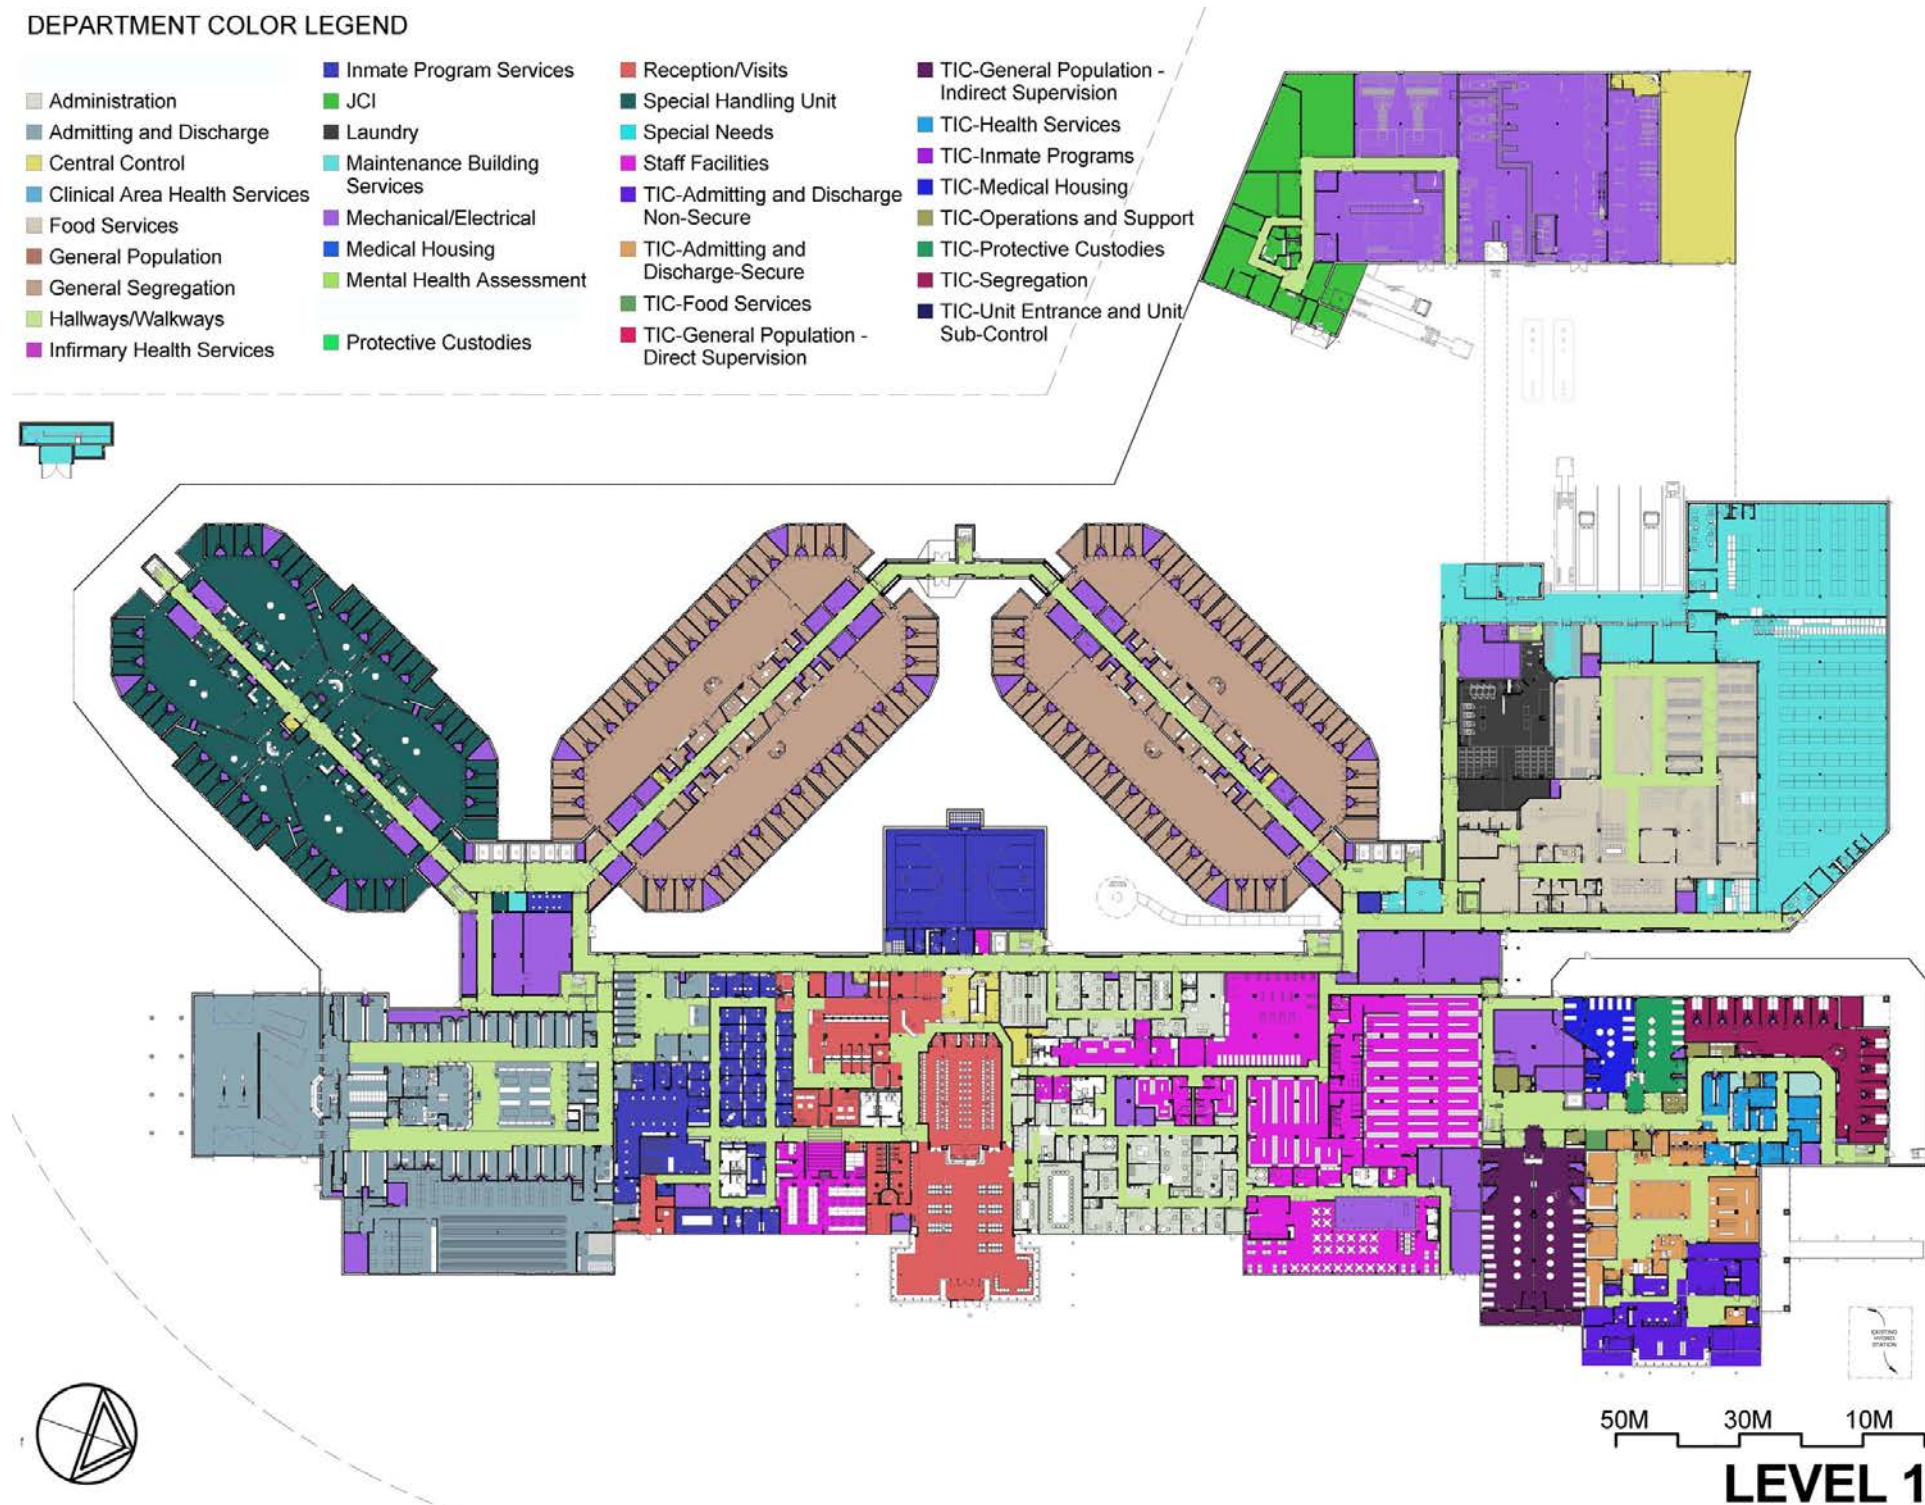 DEPARTMENT COLOR LEGEND
Administration
Admitting and Discharge
Central Control
Clinical Area Health Services
Food Services
General Population
General Segregation
Hallways/Walkways
Infirmary Health Services
Inmate Program Services
JCI
Laundry
Maintenance Building
Services
Mechanical/Electrical
Medical Housing
Mental Health Assessment
Protective Custodies
Reception/Visits
Special Handling Unit
Special Needs
Staff Facilities
TIC-Admitting and Discharge
Non-Secure
TIC-Admitting and
Discharge-Secure
TIC-Food Services
TIC-General Population -
Direct Supervision
TIC-General Population -
Indirect Supervision
TIC-Health Services
TIC-Inmate Programs
TIC-Medical Housing
TIC-Operations and Support
TIC-Protective Custodies
TIC-Segregation
TIC-Unit Entrance and Unit
Sub-Control
EXISTING
HYDRO
STATION
50M 30M 10M
LEVEL 1